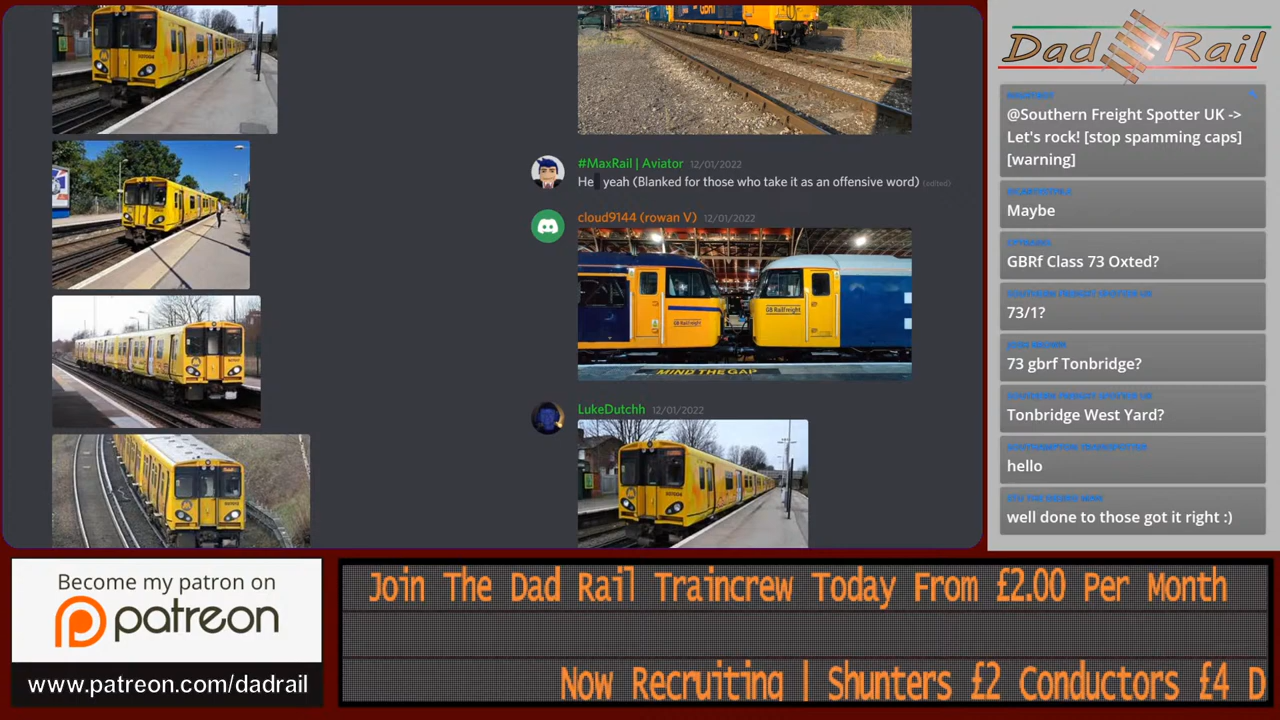 #MaxRail | Aviator 12/01/2022
He yeah (Blanked for those who take it as an offensive word) (edited)
cloud9144 (rowan V) 12/01/2022
GB Railfreight
GB Railfreight
MIND THE GAP
LukeDutchh 12/01/2022
Dad Rail
@Southern Freight Spotter UK ->
Let's rock! [stop spamming caps]
[warning]
Maybe
GBRf Class 73 Oxted?
73/1?
73 gbrf Tonbridge?
Tonbridge West Yard?
hello
well done to those got it right :)
Become my patron on
patreon
www.patreon.com/dadrail
Join The Dad Rail Traincrew Today From £2.00 Per Month
Now Recruiting | Shunters £2 Conductors £4 D